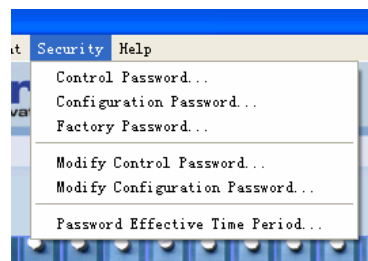 Security Help
Control Password...
Configuration Password...
Factory Password...
Modify Control Password...
Modify Configuration Password...
Password Effective Time Period...